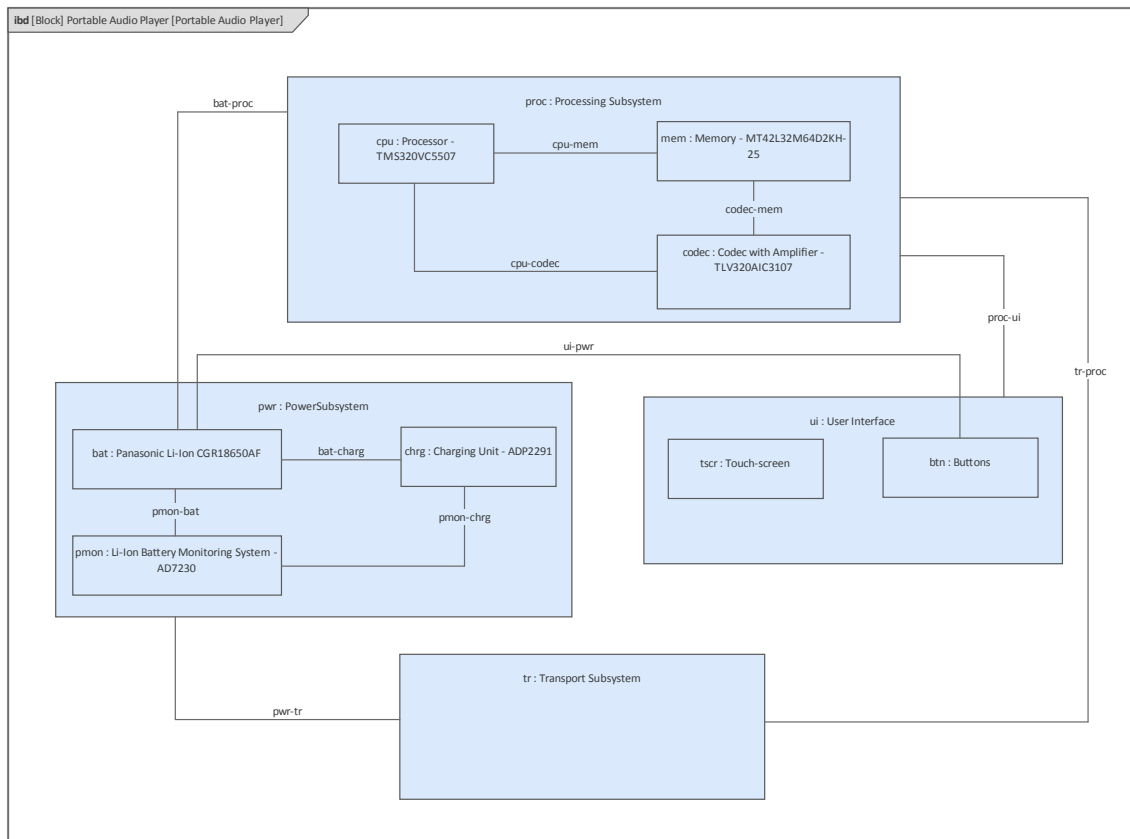 ibd [Block] Portable Audio Player [Portable Audio Player]
bat-proc
proc : Processing Subsystem
cpu : Processor -
TMS320VC5507
cpu-mem
mem : Memory - MT42L32M64D2KH-
25
codec-mem
codec : Codec with Amplifier -
TLV320AIC3107
cpu-codec
proc-ui
tr-proc
ui-pwr
pwr : PowerSubsystem
bat : Panasonic Li-Ion CGR18650AF
bat-charg
chrg : Charging Unit - ADP2291
pmon-bat
pmon-chrg
pmon : Li-Ion Battery Monitoring System -
AD7230
ui : User Interface
tscr : Touch-screen
btn : Buttons
tr : Transport Subsystem
pwr-tr